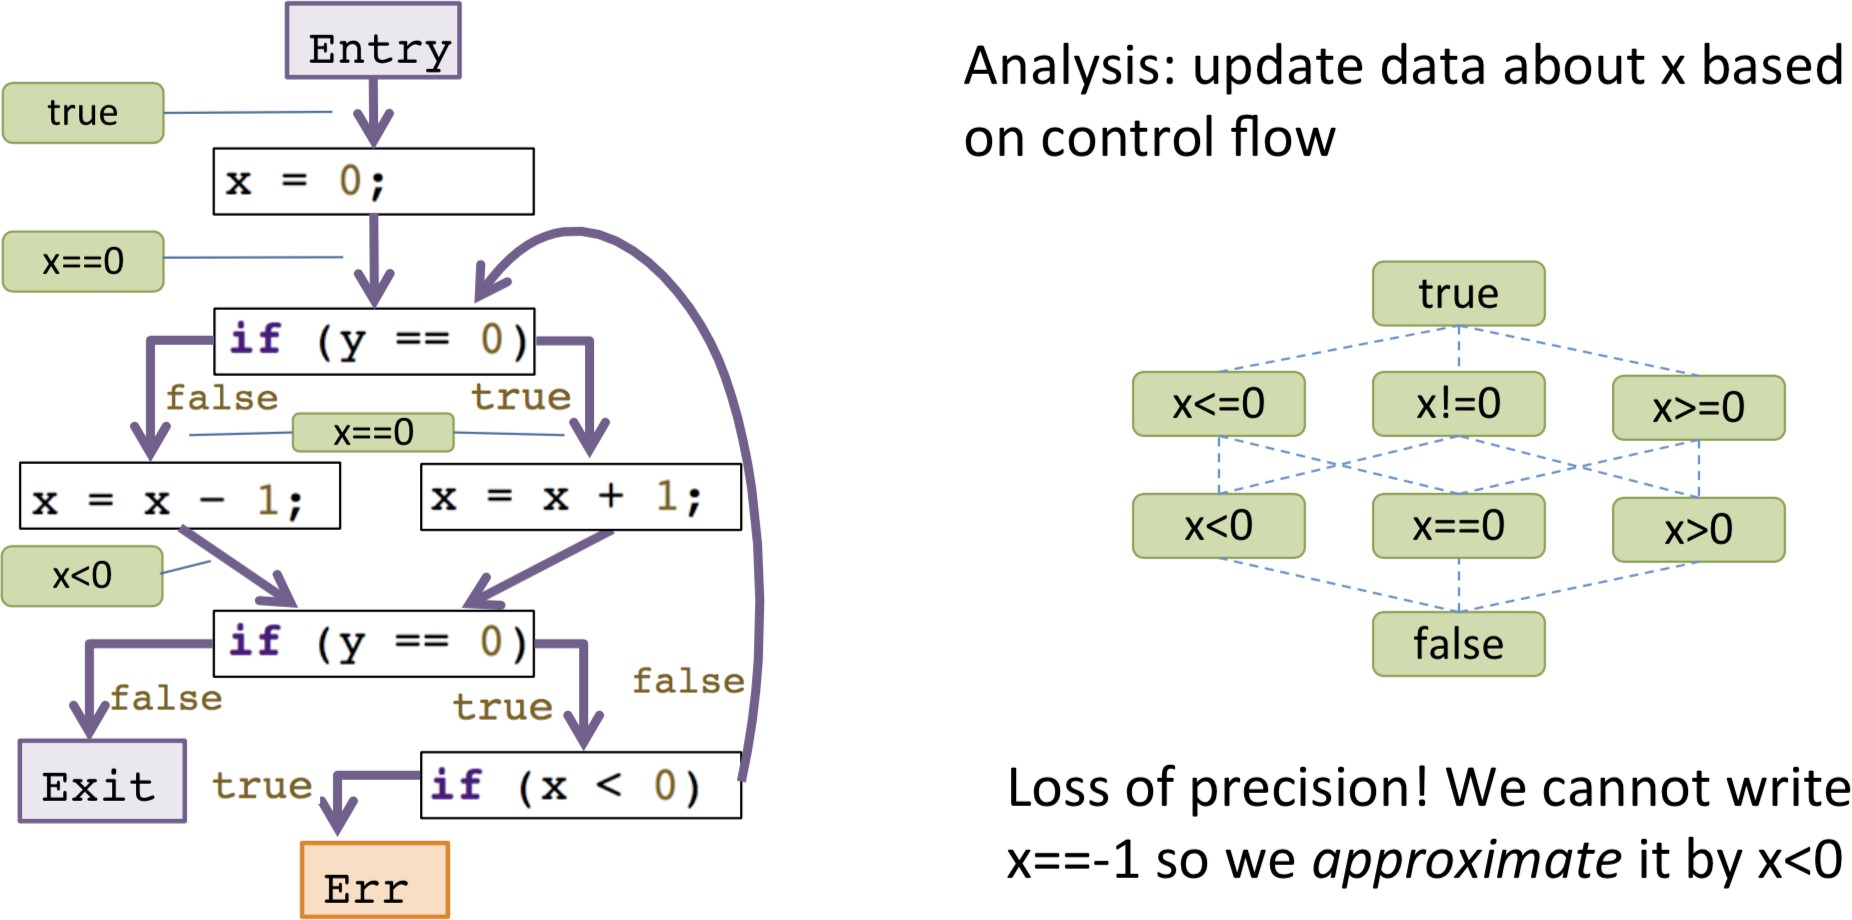 Entry
true
x = 0;
x==0
if (y == 0)
false
true
x==0
x = x - 1;
x = x + 1;
x<0
if (y == 0)
false
true
false
Exit
true
if (x < 0)
Err
Analysis: update data about x based
on control flow
true
x<=0
x!=0
x>=0
x<0
x==0
x>0
false
Loss of precision! We cannot write
x==-1 so we approximate it by x<0